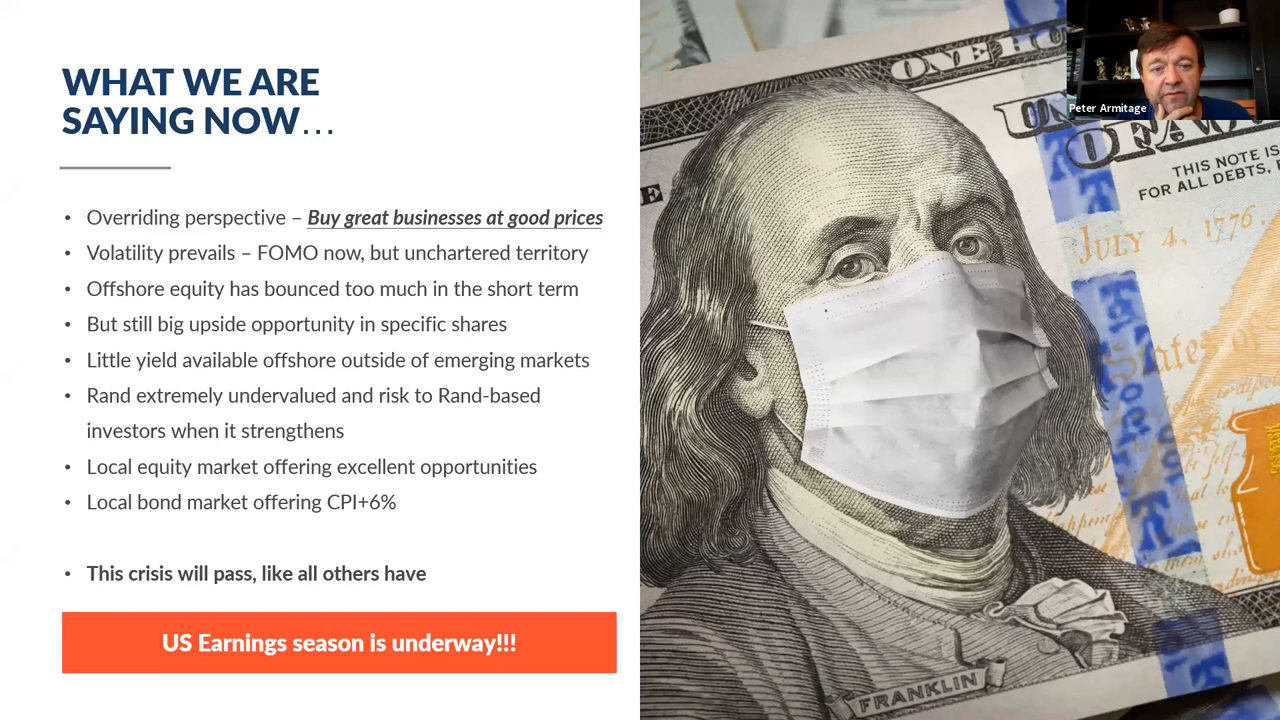 WHAT WE ARE
SAYING NOW…
• Overriding perspective – Buy great businesses at good prices
• Volatility prevails – FOMO now, but unchartered territory
• Offshore equity has bounced too much in the short term
• But still big upside opportunity in specific shares
• Little yield available offshore outside of emerging markets
• Rand extremely undervalued and risk to Rand-based
investors when it strengthens
• Local equity market offering excellent opportunities
• Local bond market offering CPI+6%
• This crisis will pass, like all others have
US Earnings season is underway!!!
Peter Armitage
THIS NOTE IS
FOR ALL DEBTS,
JULY 4, 1776
States of
FRANKLIN